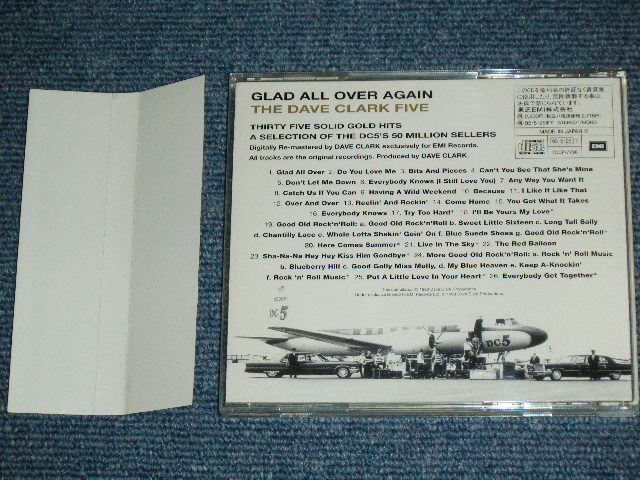 GLAD ALL OVER AGAIN
THE DAVE CLARK FIVE
THIRTY FIVE SOLID GOLD HITS
A SELECTION OF THE DC5'S 50 MILLION SELLERS
Digitally Re-mastered by DAVE CLARK exclusively for EMI Records.
All tracks are the original recordings. Produced by DAVE CLARK.
1. Glad All Over 2. Do You Love Me 3. Bits And Pieces 4. Can't You See That She's Mine
5. Don't Let Me Down 6. Everybody Knows (I Still Love You) 7. Any Way You Want It
8. Catch Us If You Can 9. Having A Wild Weekend 10. Because 11. I Like It Like That
12. Over And Over 13. Reelin' And Rockin' 14. Come Home 15. You Got What It Takes
16. Everybody Knows 17. Try Too Hard* 18. I'll Be Yours My Love*
19. Good Old Rock'n'Roll: a. Good Old Rock'n'Roll b. Sweet Little Sixteen c. Long Tall Sally
d. Chantilly Lace e. Whole Lotta Shakin' Goin' On f. Blue Suede Shoes g. Good Old Rock'n'Roll
20. Here Comes Summer* 21. Live In The Sky* 22. The Red Balloon
23. Sha-Na-Na Hey Hey Kiss Him Goodbye* 24. More Good Old Rock'n'Roll: a. Rock 'n' Roll Music
b. Blueberry Hill c. Good Golly Miss Molly, d. My Blue Heaven e. Keep A-Knockin'
f. Rock 'n' Roll Music* 25. Put A Little Love In Your Heart* 26. Everybody Get Together*
東芝EMI株式会社
STEREO/MONO
MADE IN JAPAN
EMI
DC5
DC5